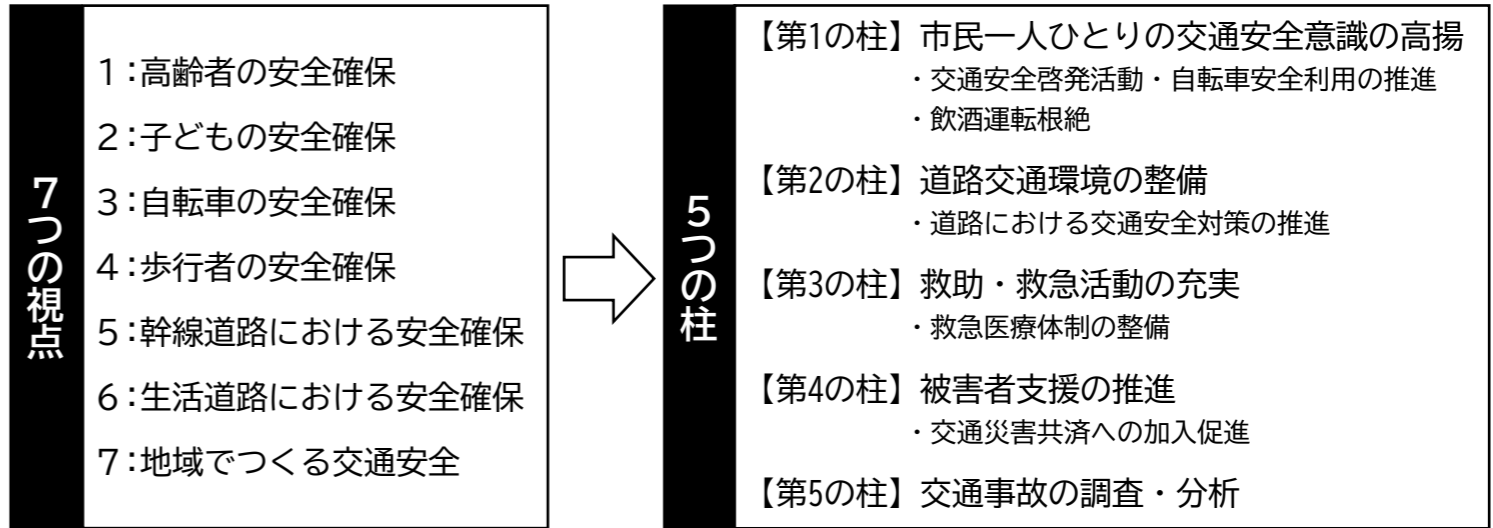 7つの視点
1：高齢者の安全確保
2：子どもの安全確保
3：自転車の安全確保
4：歩行者の安全確保
5：幹線道路における安全確保
6：生活道路における安全確保
7：地域でつくる交通安全
5つの柱
【第1の柱】市民一人ひとりの交通安全意識の高揚
・交通安全啓発活動・自転車安全利用の推進
・飲酒運転根絶
【第2の柱】道路交通環境の整備
・道路における交通安全対策の推進
【第3の柱】救助・救急活動の充実
・救急医療体制の整備
【第4の柱】被害者支援の推進
・交通災害共済への加入促進
【第5の柱】交通事故の調査・分析